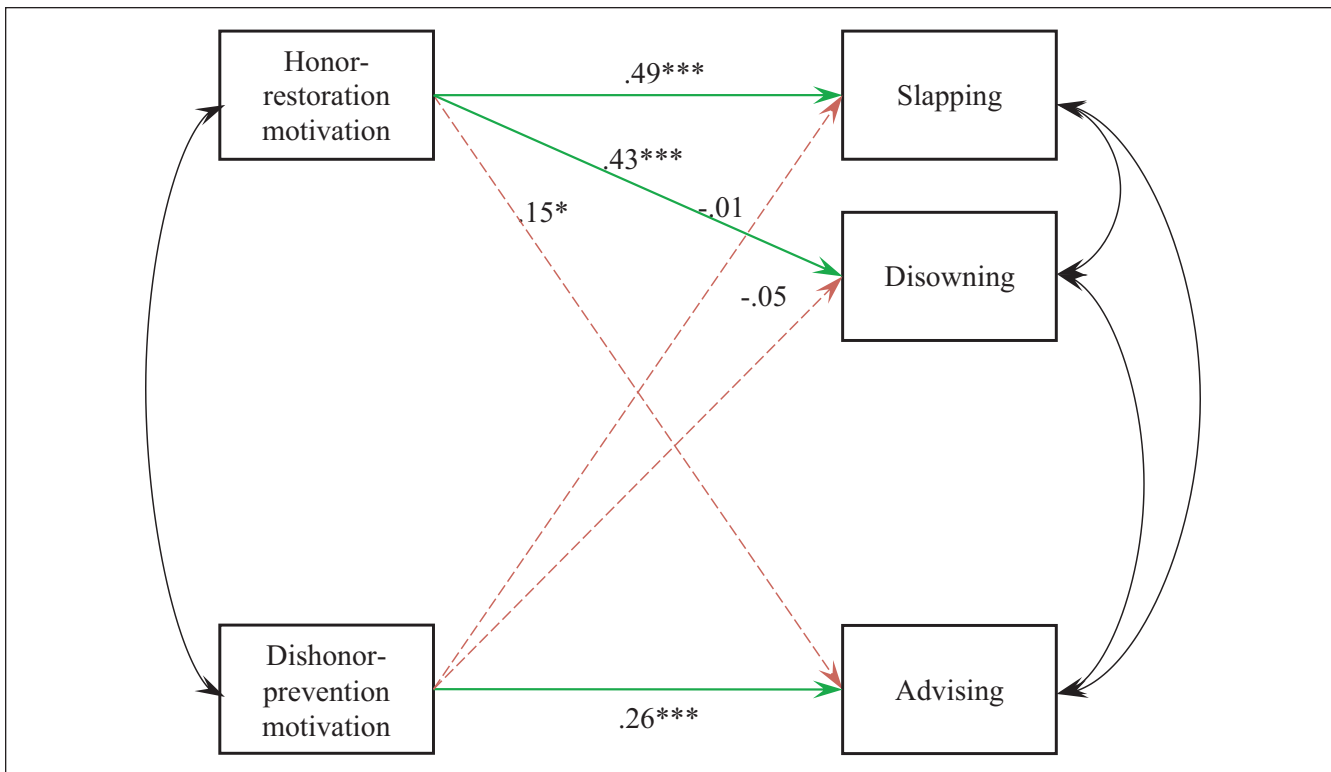 Honor-
restoration
motivation
.49***
Slapping
.43***
.15*
-.01
Disowning
-.05
Dishonor-
prevention
motivation
.26***
Advising